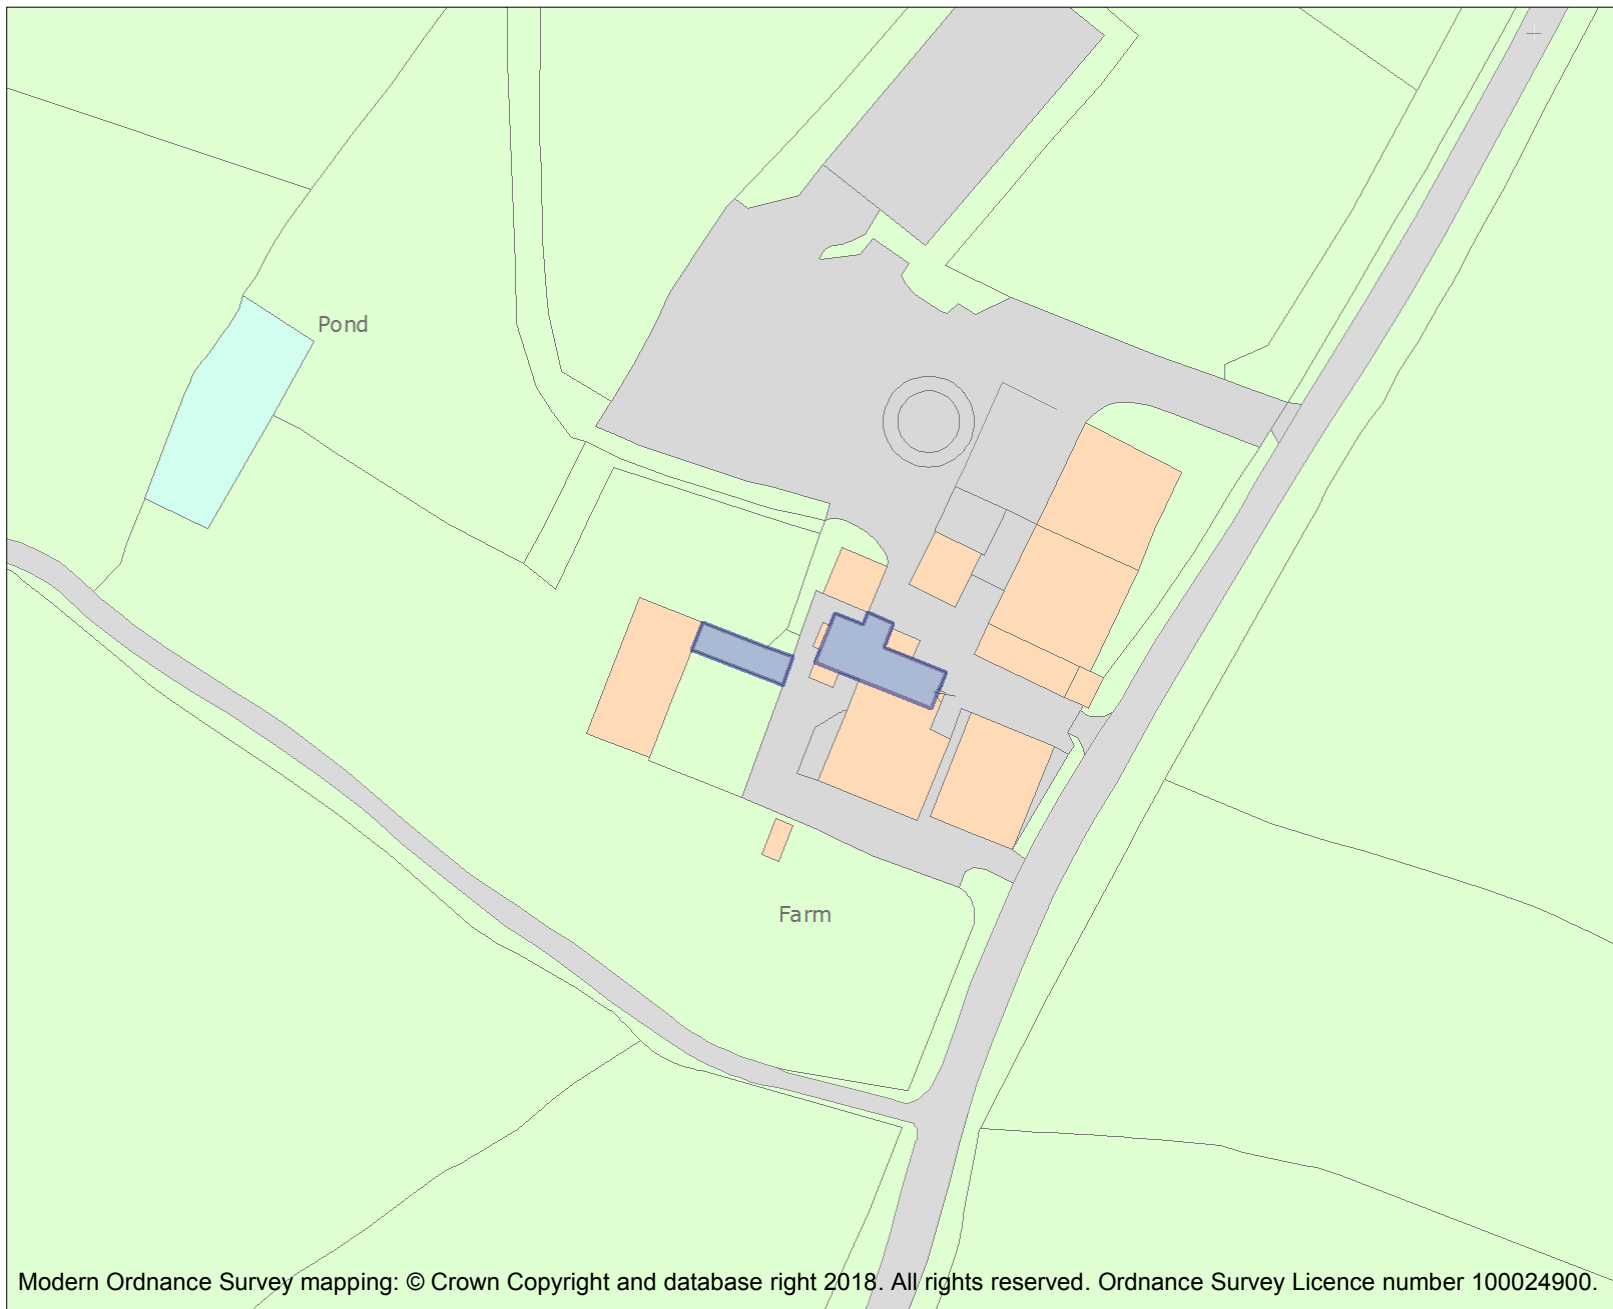 Pond
Farm
Modern Ordnance Survey mapping: © Crown Copyright and database right 2018. All rights reserved. Ordnance Survey Licence number 100024900.